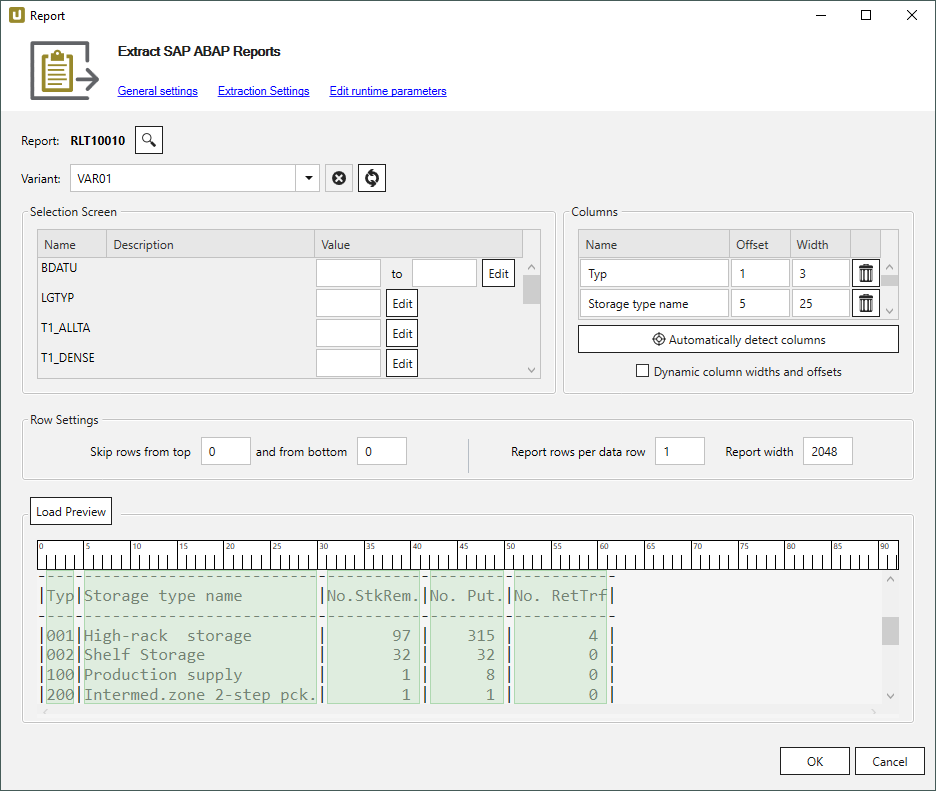 U Report
Extract SAP ABAP Reports
General settings Extraction Settings Edit runtime parameters
Report: RLT10010
Variant: VAR01
Selection Screen
Name Description Value
BDATU to Edit
LGTYP Edit
T1_ALLTA Edit
T1_DENSE Edit
Columns
Name Offset Width
Typ 1 3
Storage type name 5 25
Automatically detect columns
Dynamic column widths and offsets
Row Settings
Skip rows from top 0 and from bottom 0 Report rows per data row 1 Report width 2048
Load Preview
0 5 10 15 20 25 30 35 40 45 50 55 60 65 70 75 80 85 90
|Typ|Storage type name |No.StkRem.|No. Put.|No. RetTrf|
|001|High-rack  storage | 97 | 315 | 4 |
|002|Shelf Storage | 32 | 32 | 0 |
|100|Production supply | 1 | 8 | 0 |
|200|Intermed.zone 2-step pck.| 1 | 1 | 0 |
OK Cancel